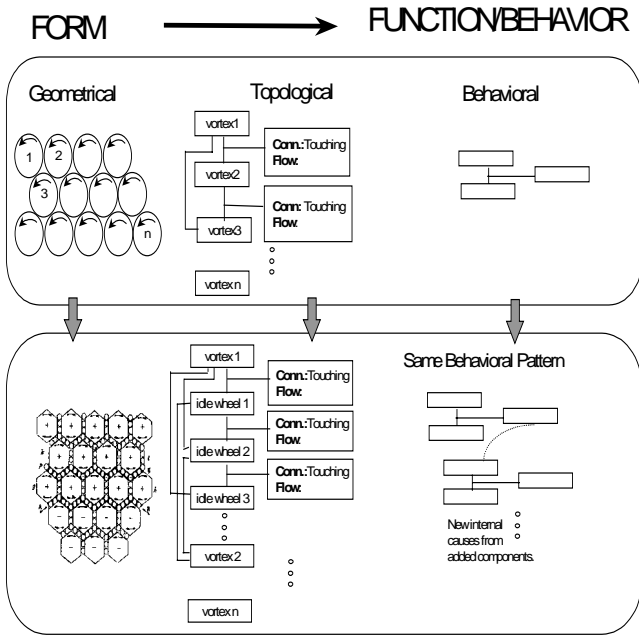 FORM
FUNCTION/BEHAVIOR
Geometrical
Topological
Behavioral
1 2
3
n
vortex1
Conn.:Touching
Flow:
vortex2
Conn: Touching
Flow:
vortex3
vortex n
Same Behavioral Pattern
vortex 1
Conn.:Touching
Flow:
idle wheel 1
Conn.:Touching
Flow:
idle wheel 2
Conn.:Touching
Flow:
idle wheel 3
vortex 2
vortex n
New internal
causes from
added components.
+ + + + +
+ + + +
+ + + + +
− − − −
− − −